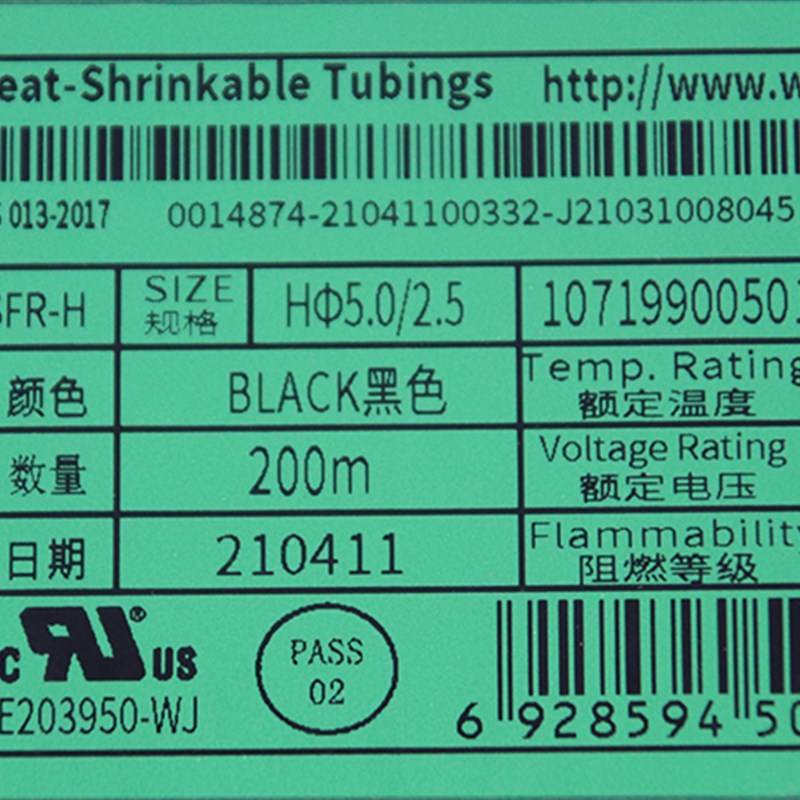 eat-Shrinkable Tubings http://www.w
013-2017 0014874-21041100332-J21031008045
FR-H SIZE 规格 HΦ5.0/2.5 10719900501
颜色 BLACK黑色 Temp. Rating
额定温度
数量 200m Voltage Rating
额定电压
日期 210411 Flammability
阻燃等级
c RU® US
PASS
02
E203950-WJ
6 928594 50